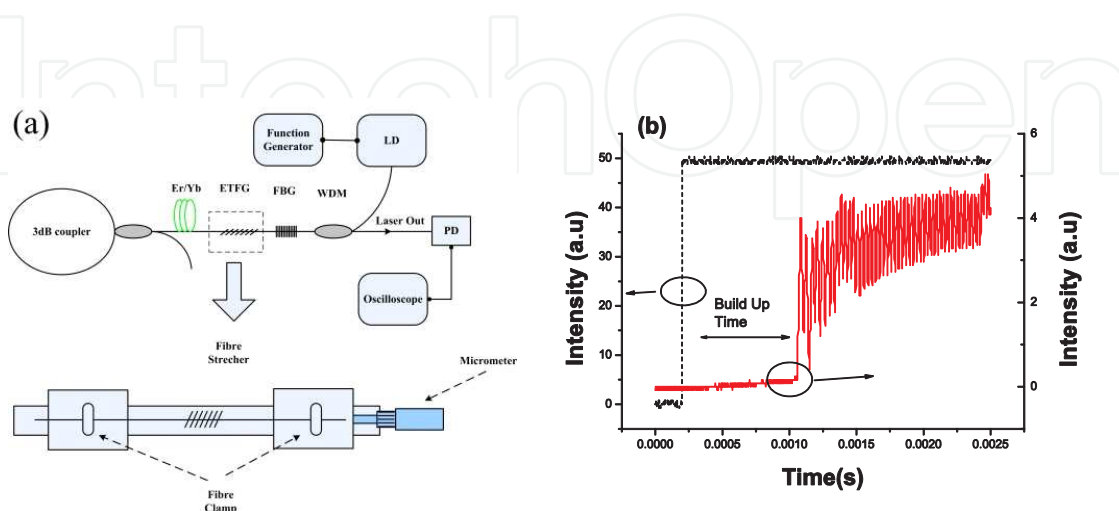 IntechOpen
(a)
Function
Generator
LD
Er/Yb
ETFG
FBG
WDM
3dB coupler
Laser Out
PD
Oscilloscope
Fibre
Strecher
Micrometer
Fibre
Clamp
(b)
50
40
30
20
10
0
Intensity (a.u)
Build Up
Time
6
4
2
0
Intensity (a.u)
0.0000
0.0005
0.0010
0.0015
0.0020
0.0025
Time(s)